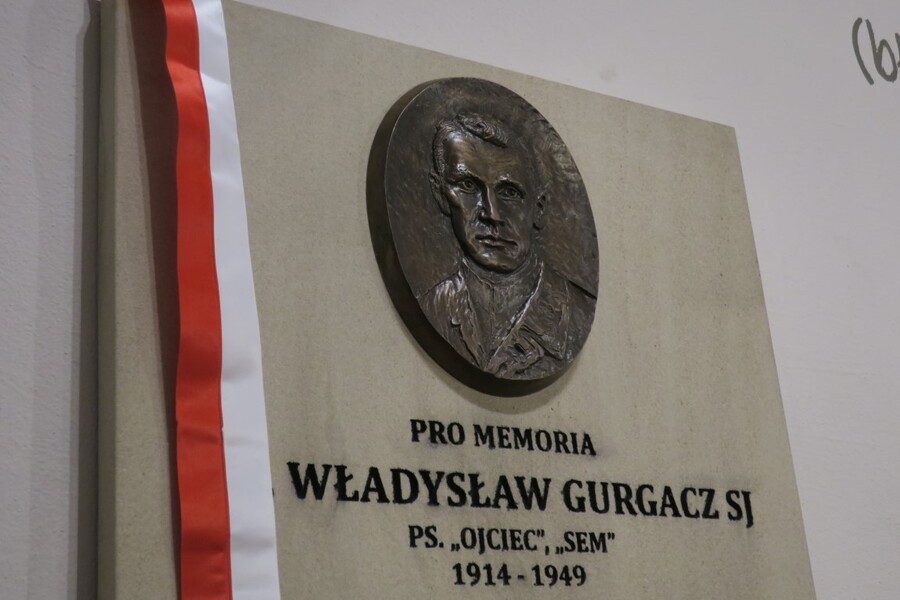 PRO MEMORIA
WŁADYSŁAW GURGACZ SJ
PS. „OJCIEC”, „SEM”
1914 - 1949